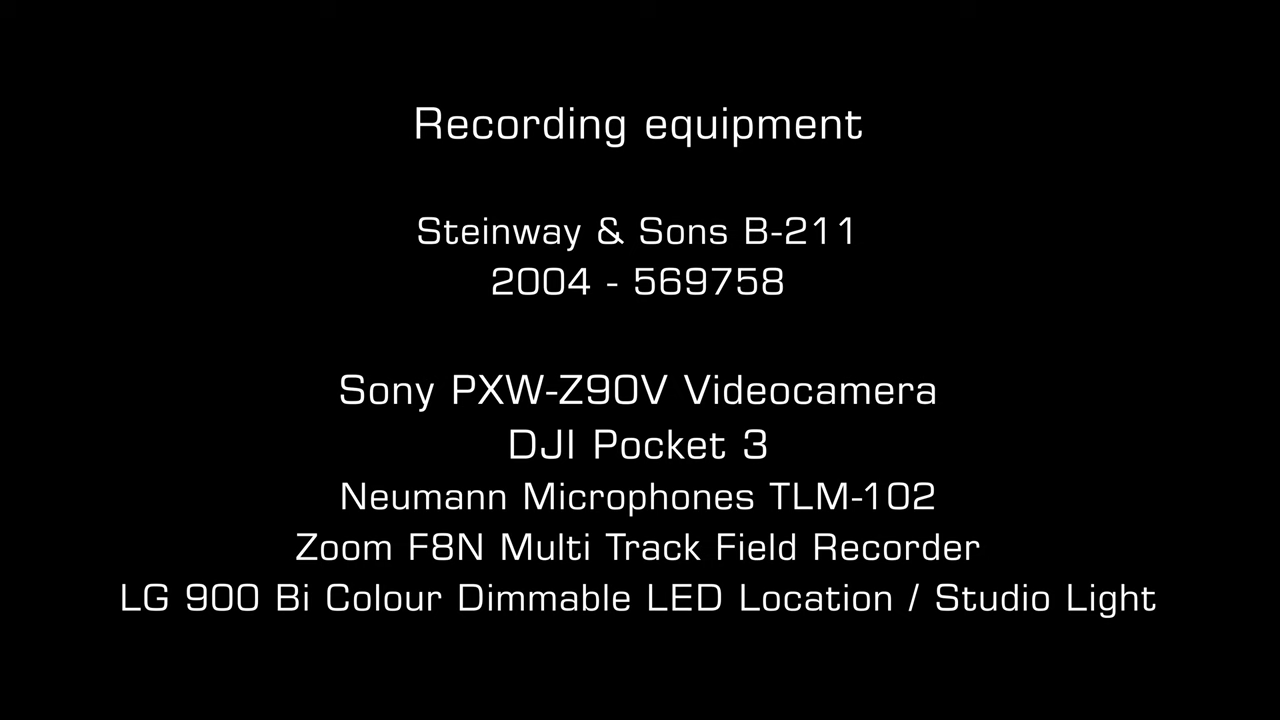 Recording equipment
Steinway & Sons B-211
2004 - 569758
Sony PXW-Z90V Videocamera
DJI Pocket 3
Neumann Microphones TLM-102
Zoom F8N Multi Track Field Recorder
LG 900 Bi Colour Dimmable LED Location / Studio Light